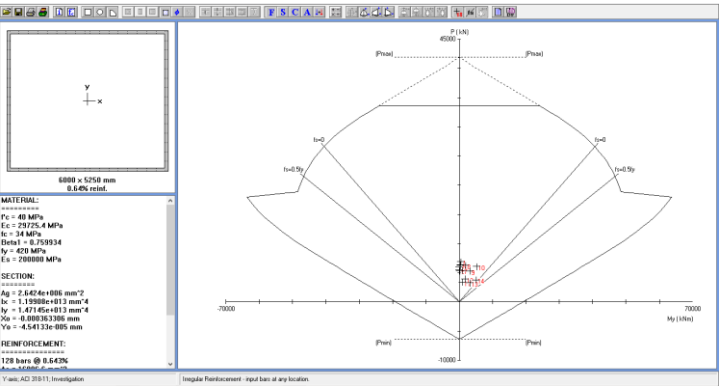 F S C A
y
x
6000 x 5250 mm
0.64% reinf.
MATERIAL:
=========
f'c = 40 MPa
Ec = 29725.4 MPa
fc = 34 MPa
Beta1 = 0.759934
fy = 420 MPa
Es = 200000 MPa
SECTION:
========
Ag = 2.6424e+006 mm^2
Ix = 1.19908e+013 mm^4
Iy = 1.47145e+013 mm^4
Xo = -0.000363306 mm
Yo = -4.54133e-005 mm
REINFORCEMENT:
==============
128 bars @ 0.643%
P ( kN)
45000
(Pmax)
(Pmax)
fs=0
fs=0
fs=0.5fy
fs=0.5fy
10
-70000
70000
My ( kNm)
(Pmin)
(Pmin)
-10000
Y-axis; ACI 318-11; Investigation
Irregular Reinforcement - input bars at any location.